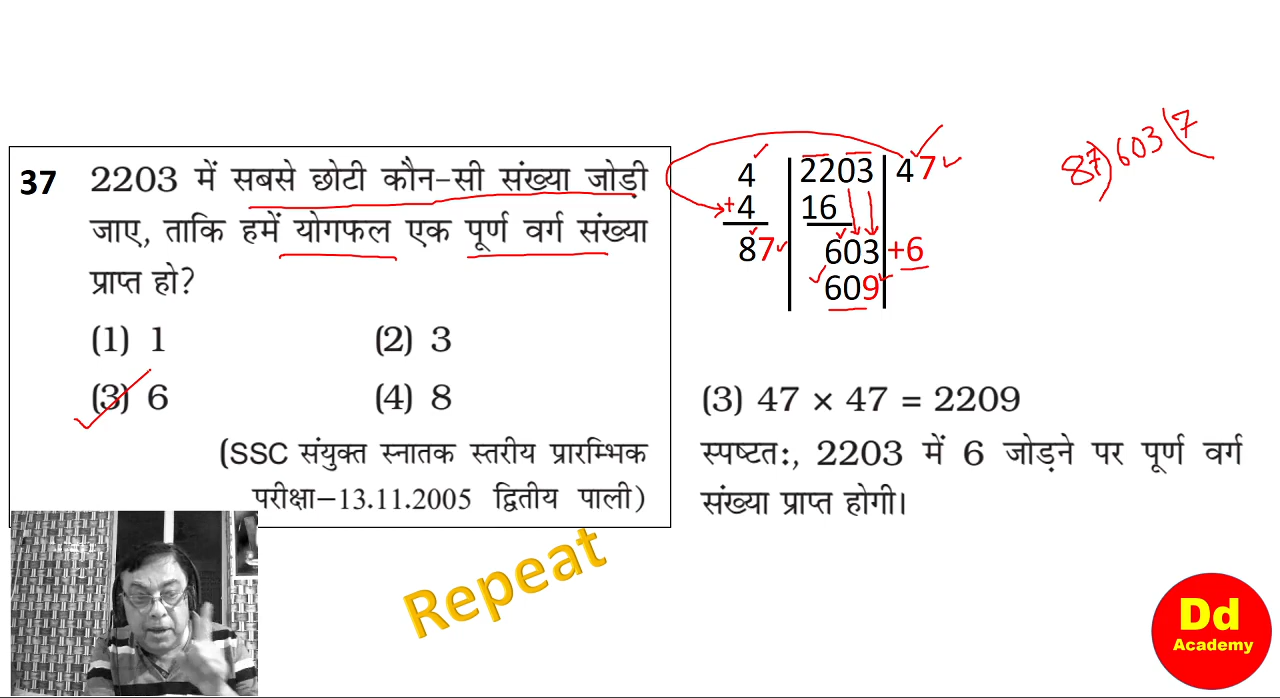 37 2203 में सबसे छोटी कौन-सी संख्या जोड़ी
जाए, ताकि हमें योगफल एक पूर्ण वर्ग संख्या
प्राप्त हो?
(1) 1 (2) 3
(3) 6 (4) 8
(SSC संयुक्त स्नातक स्तरीय प्रारम्भिक
परीक्षा–13.11.2005 द्वितीय पाली)
4 2203 47
+4 16
87 603 +6
609
87)603(7
(3) 47 × 47 = 2209
स्पष्टतः, 2203 में 6 जोड़ने पर पूर्ण वर्ग
संख्या प्राप्त होगी।
Repeat
Dd
Academy